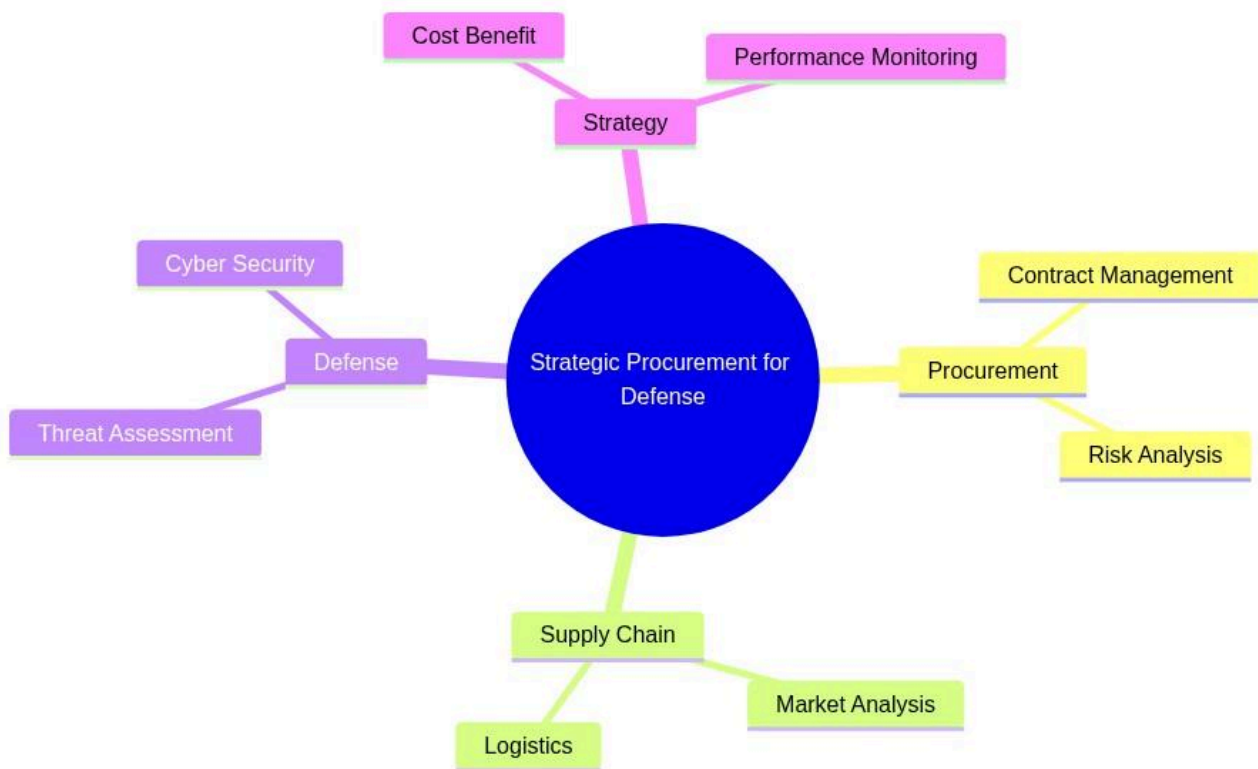 Cost Benefit
Performance Monitoring
Strategy
Cyber Security
Contract Management
Defense
Strategic Procurement for
Defense
Procurement
Threat Assessment
Risk Analysis
Supply Chain
Market Analysis
Logistics